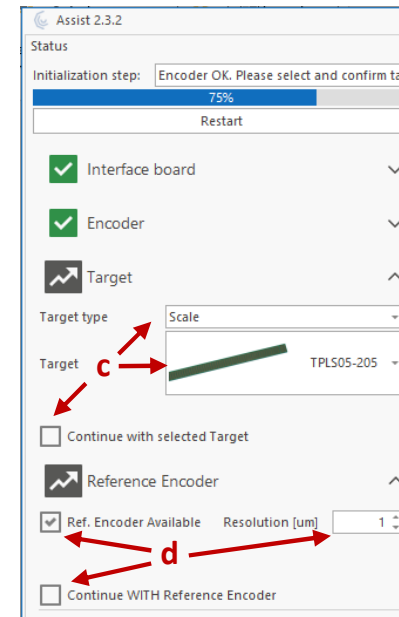 Assist 2.3.2
Status
Initialization step: Encoder OK. Please select and confirm
75%
Restart
Interface board
Encoder
Target
Target type Scale
Target c TPLS05-205
Continue with selected Target
Reference Encoder
Ref. Encoder Available Resolution [um] 1
d
Continue WITH Reference Encoder